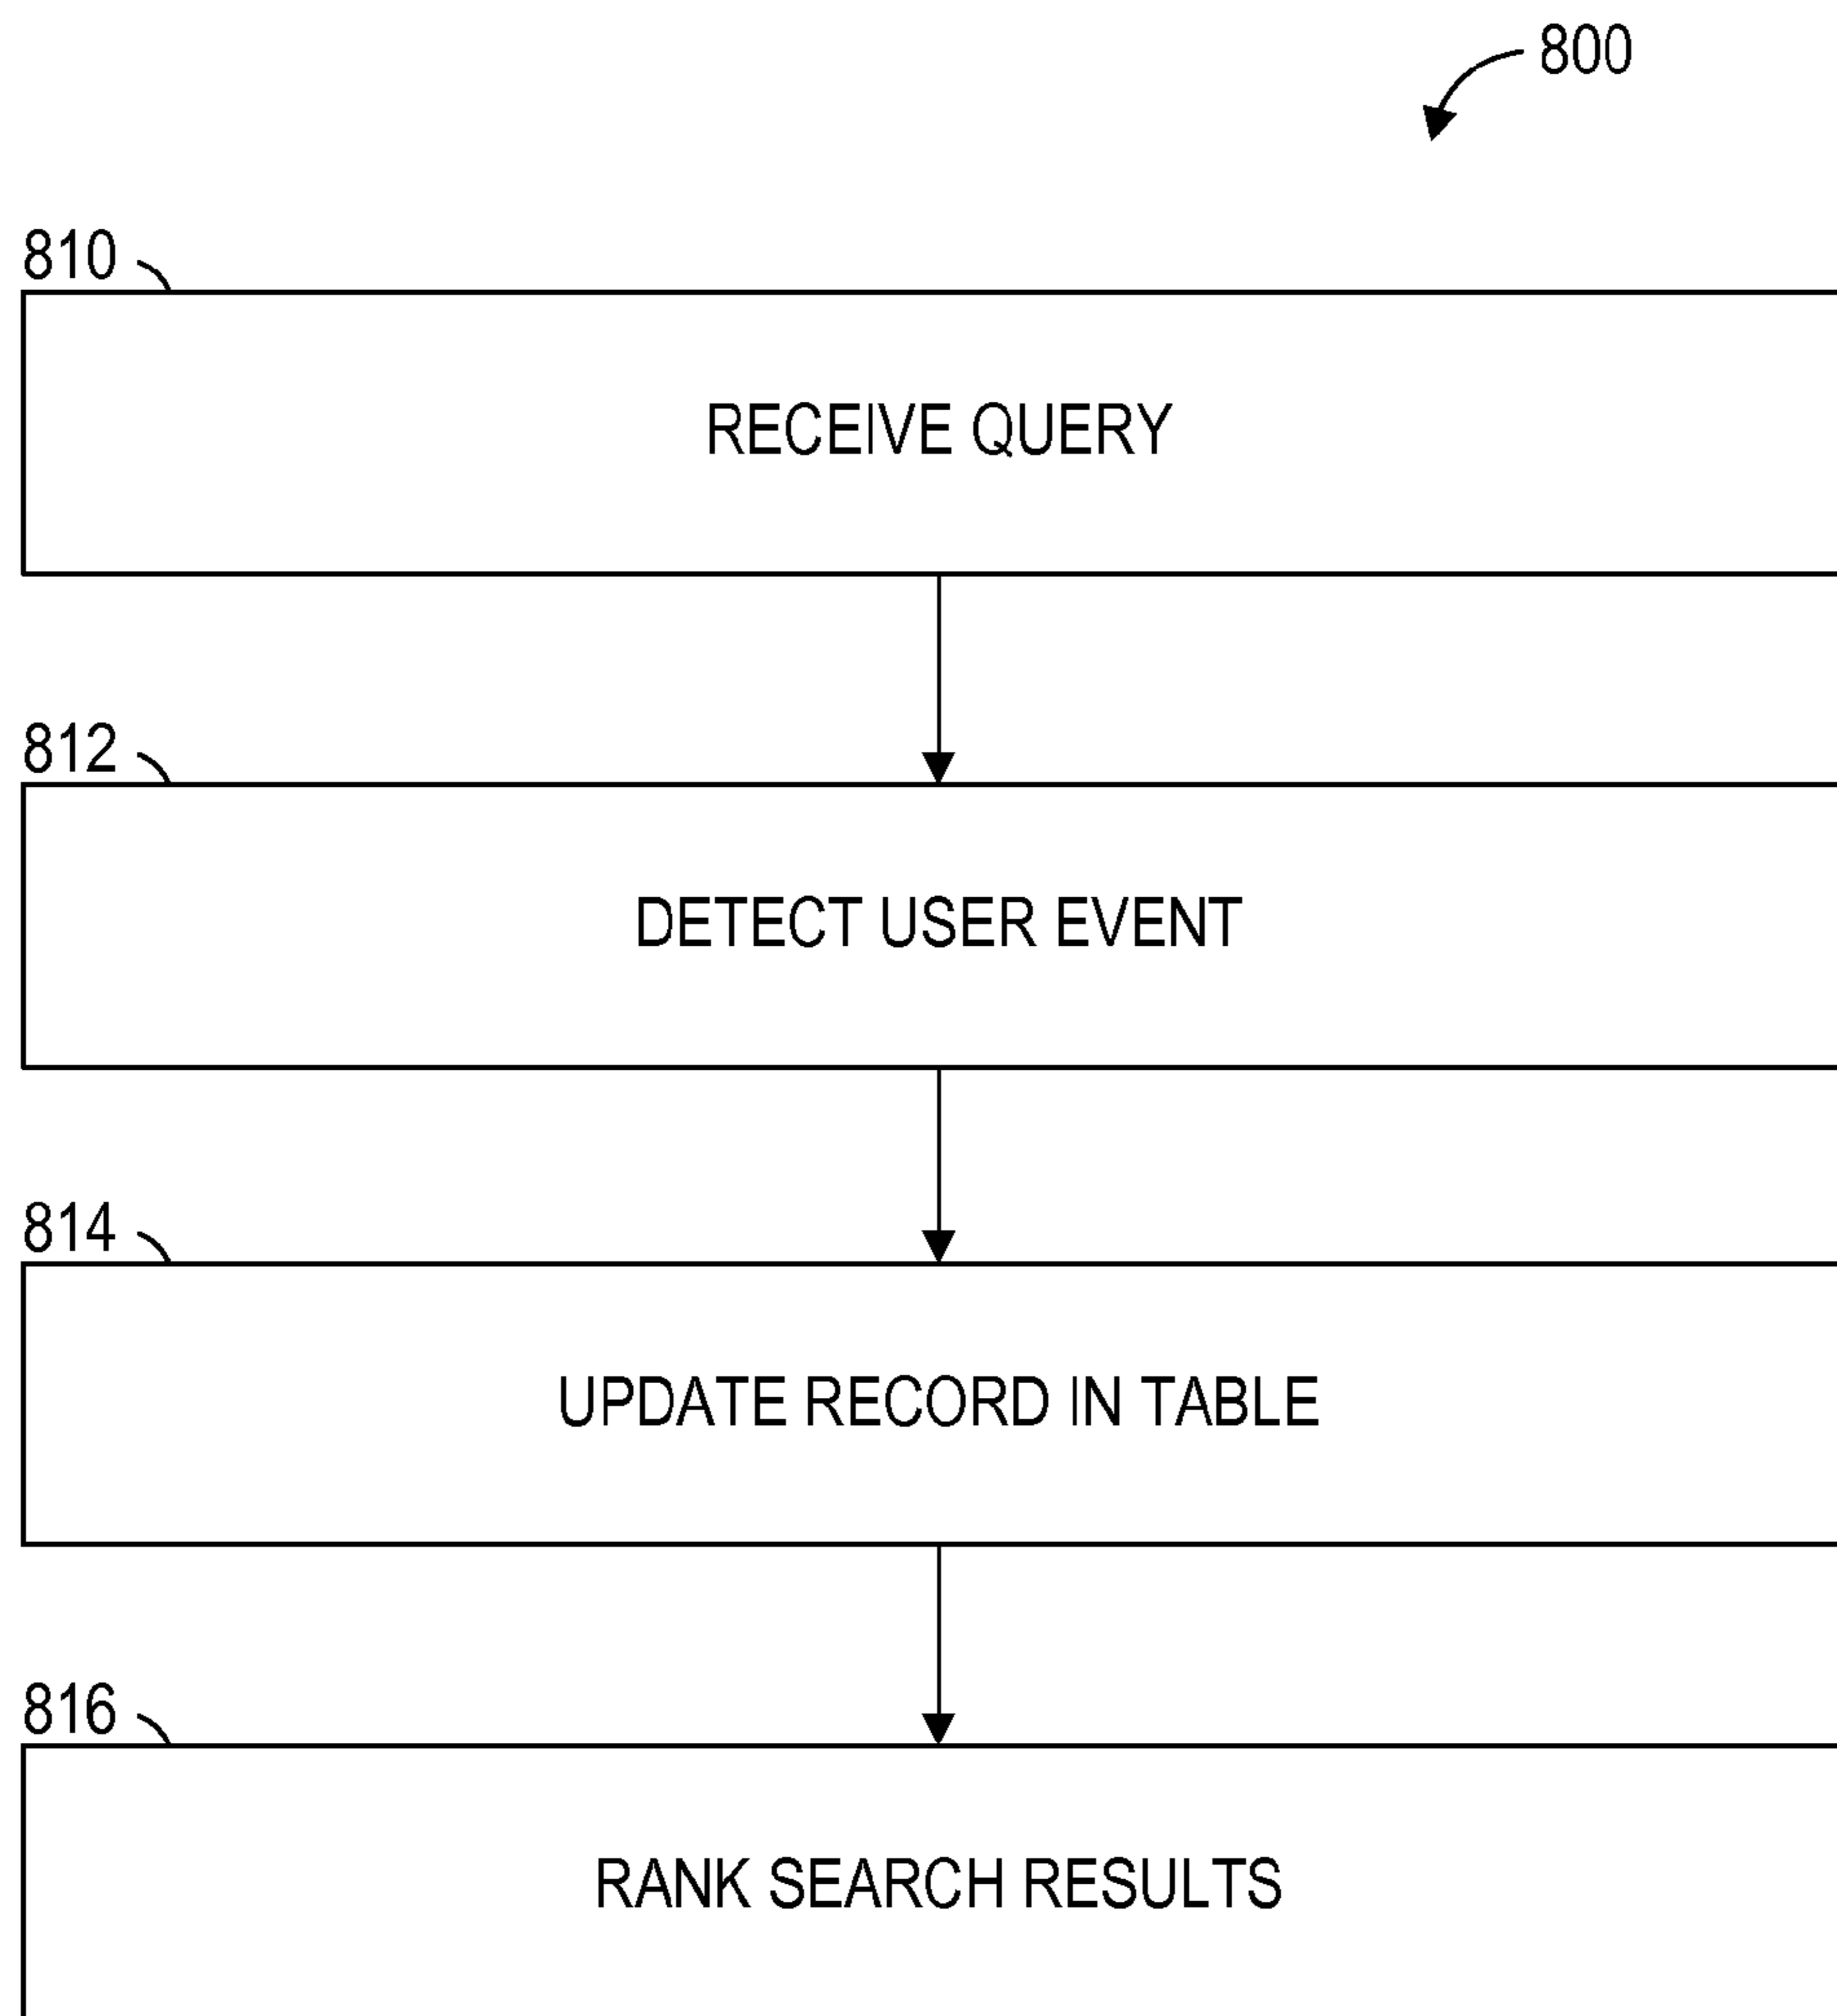 800
810
RECEIVE QUERY
812
DETECT USER EVENT
814
UPDATE RECORD IN TABLE
816
RANK SEARCH RESULTS